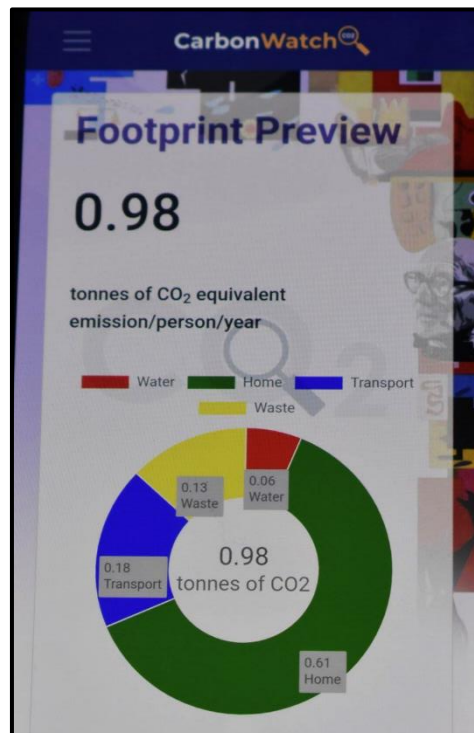 CarbonWatch
Footprint Preview
0.98
tonnes of CO₂ equivalent
emission/person/year
CO2
Water Home Transport
Waste
0.13
Waste
0.06
Water
0.18
Transport
0.98
tonnes of CO2
0.61
Home